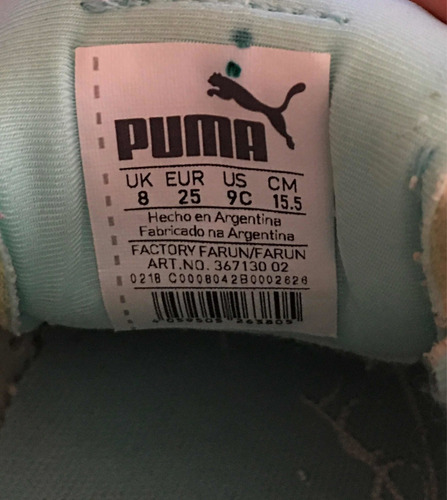 PUMA
UK EUR US CM
8 25 9C 15.5
Hecho en Argentina
Fabricado na Argentina
FACTORY FARUN/FARUN
ART.NO. 367130 02
0218 C0008042B0002626